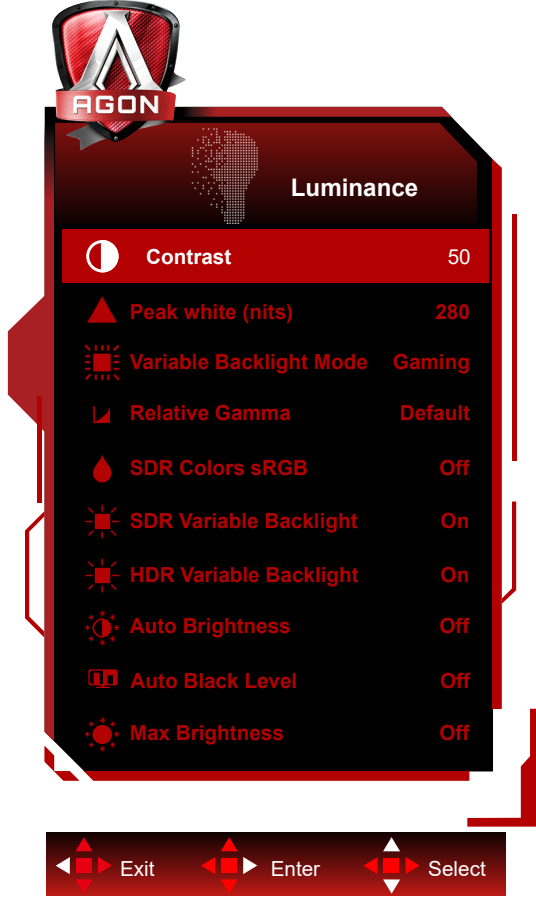 AGON
Luminance
Contrast 50
Peak white (nits) 280
Variable Backlight Mode Gaming
Relative Gamma Default
SDR Colors sRGB Off
SDR Variable Backlight On
HDR Variable Backlight On
Auto Brightness Off
Auto Black Level Off
Max Brightness Off
Exit Enter Select